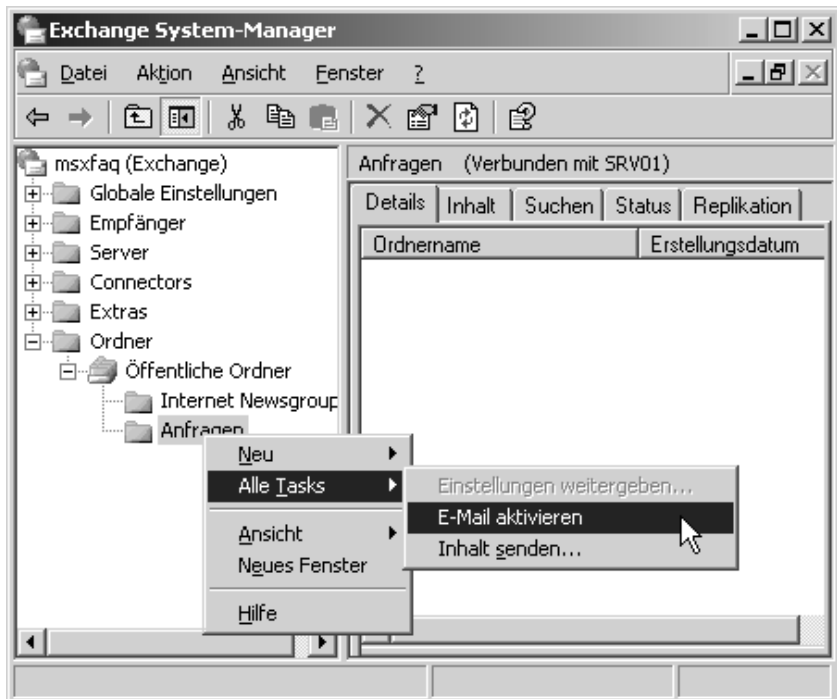 Exchange System-Manager
Datei Aktion Ansicht Fenster ?
msxfaq (Exchange)
Globale Einstellungen
Empfänger
Server
Connectors
Extras
Ordner
Öffentliche Ordner
Internet Newsgroup
Anfragen
Anfragen (Verbunden mit SRV01)
Details Inhalt Suchen Status Replikation
Ordnername Erstellungsdatum
Neu
Alle Tasks
Ansicht
Neues Fenster
Hilfe
Einstellungen weitergeben...
E-Mail aktivieren
Inhalt senden...